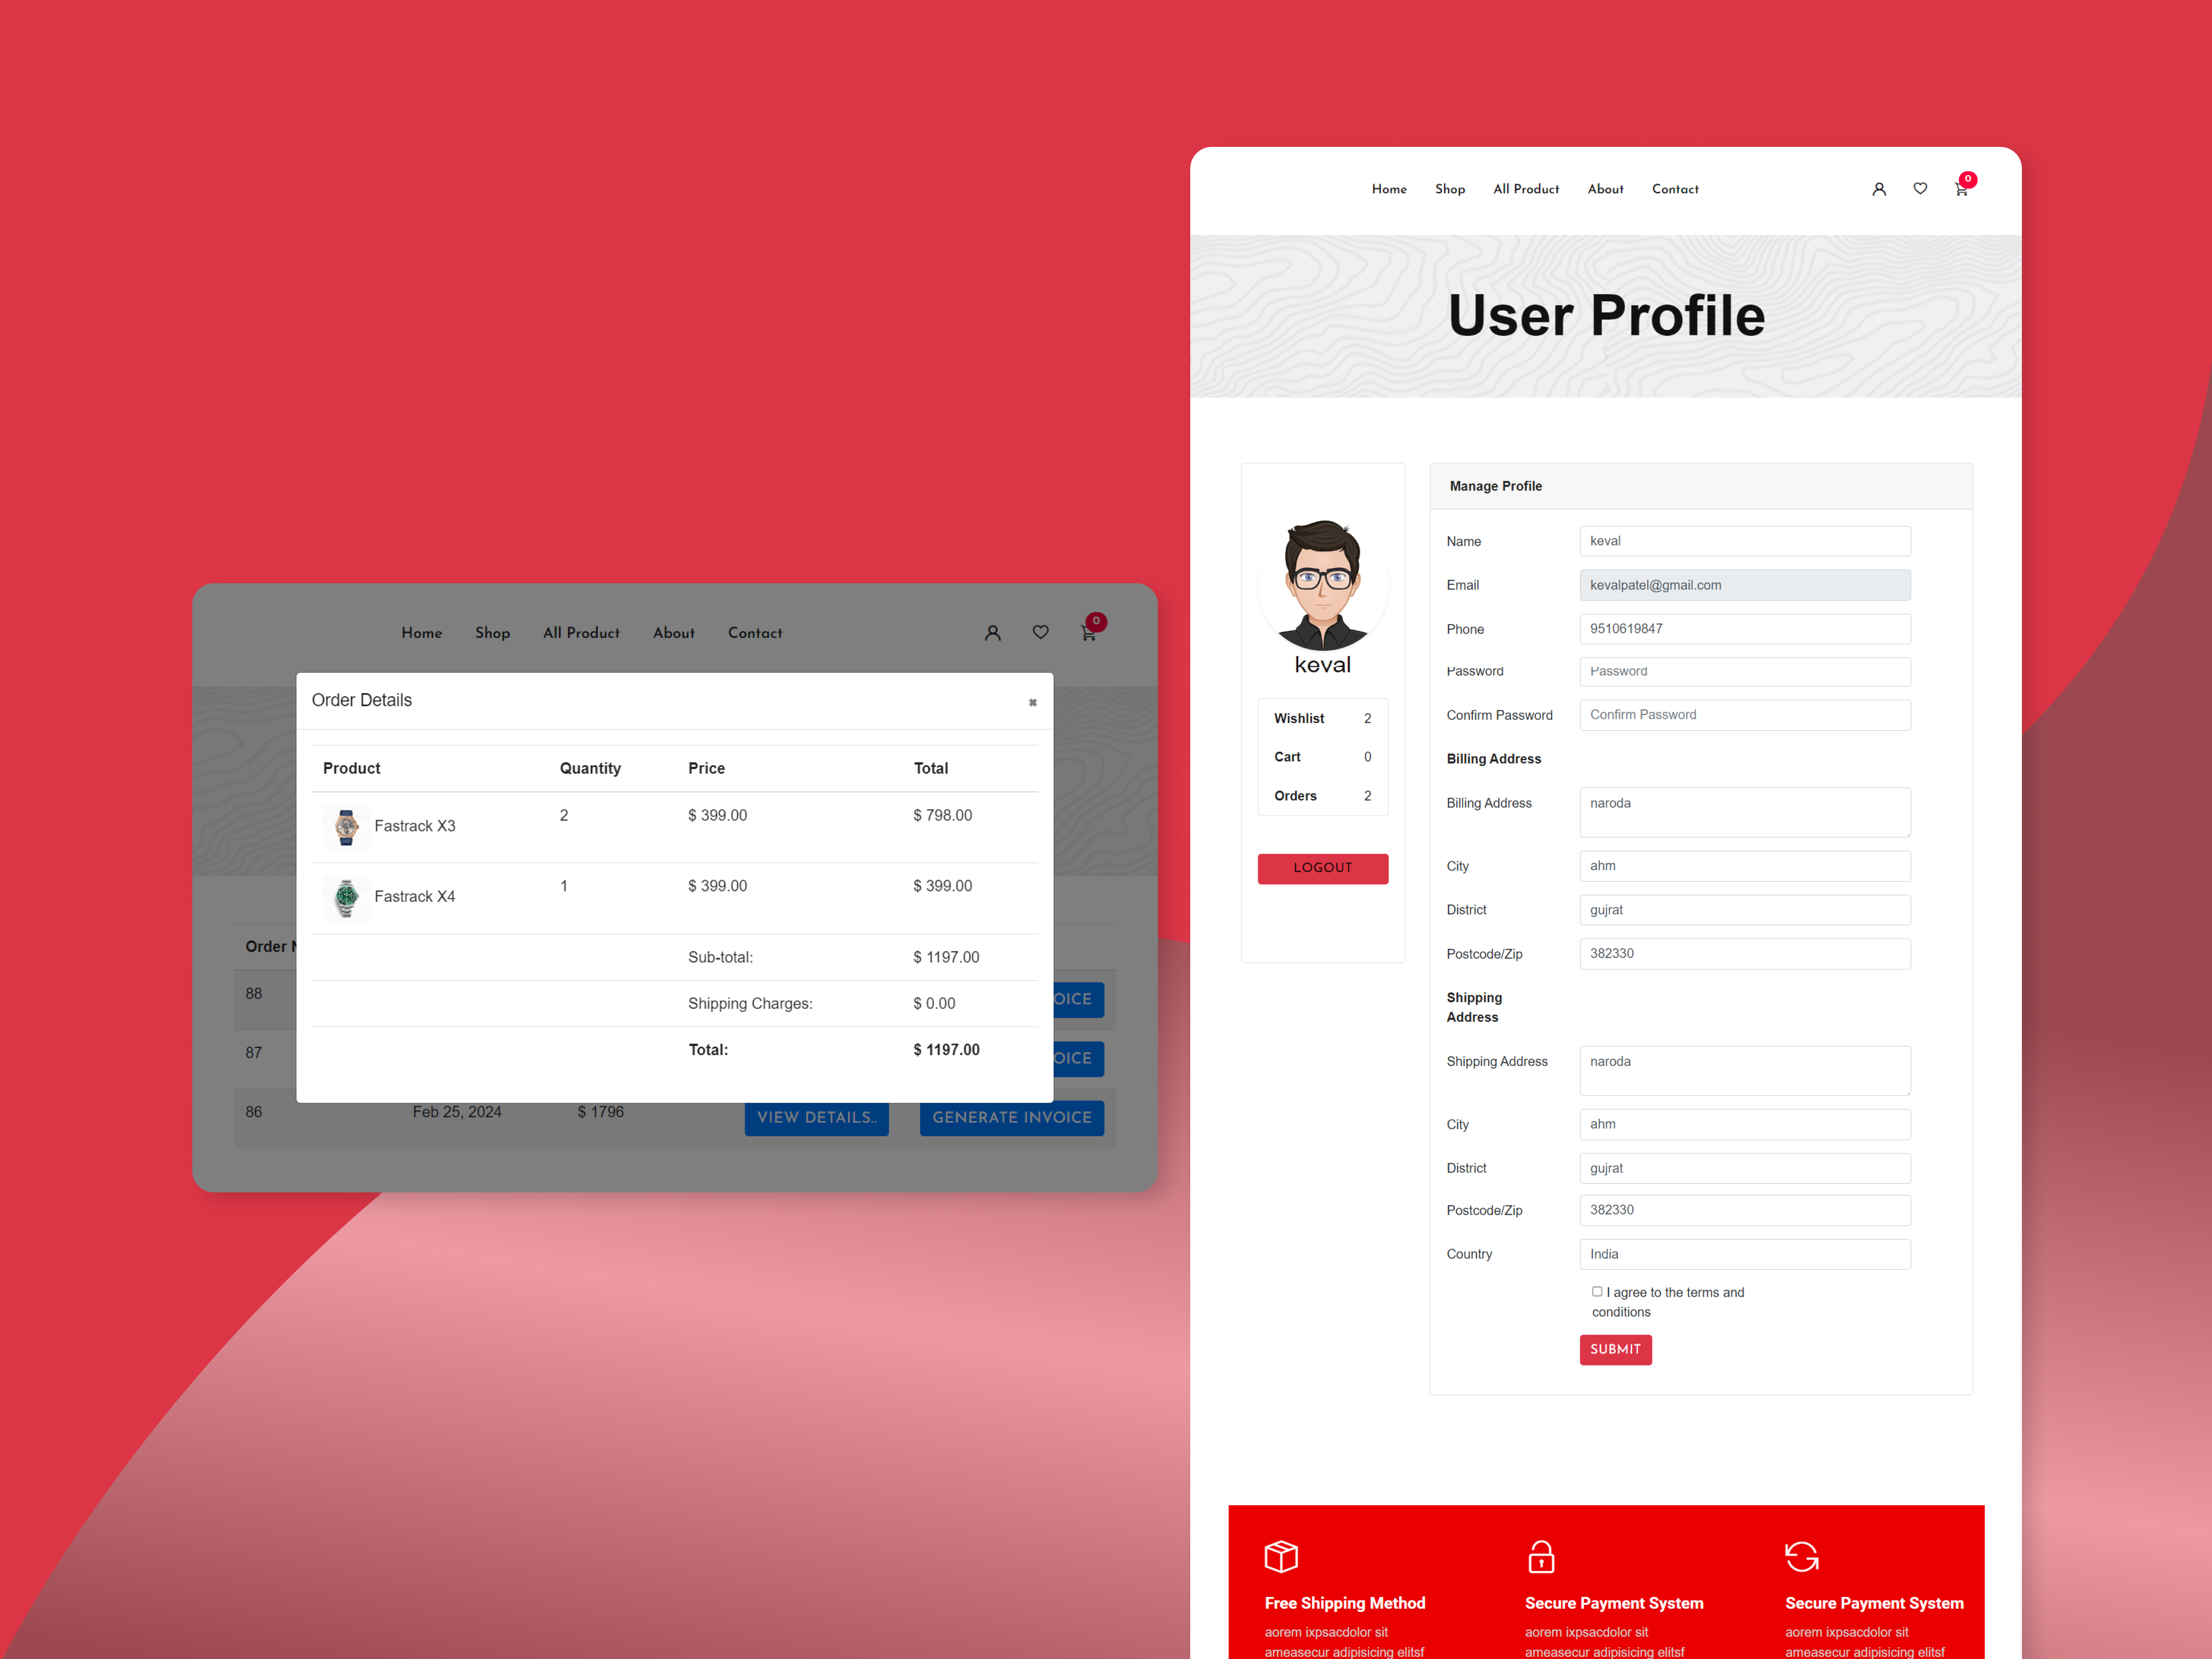 Home Shop All Product About Contact 0
Order Details
Product Quantity Price Total
Fastrack X3 2 $ 399.00 $ 798.00
Fastrack X4 1 $ 399.00 $ 399.00
Sub-total: $ 1197.00
Shipping Charges: $ 0.00
Total: $ 1197.00
Order
88
87
86 Feb 25, 2024 $ 1796 VIEW DETAILS.. GENERATE INVOICE
Home Shop All Product About Contact 0
User Profile
keval
Wishlist 2
Cart 0
Orders 2
LOGOUT
Manage Profile
Name keval
Email kevalpatel@gmail.com
Phone 9510619847
Password Password
Confirm Password Confirm Password
Billing Address
Billing Address naroda
City ahm
District gujrat
Postcode/Zip 382330
Shipping
Address
Shipping Address naroda
City ahm
District gujrat
Postcode/Zip 382330
Country India
I agree to the terms and
conditions
SUBMIT
Free Shipping Method Secure Payment System Secure Payment System
aorem ixpsacdolor sit aorem ixpsacdolor sit aorem ixpsacdolor sit
ameasecur adipisicing elitsf ameasecur adipisicing elitsf ameasecur adipisicing elitsf